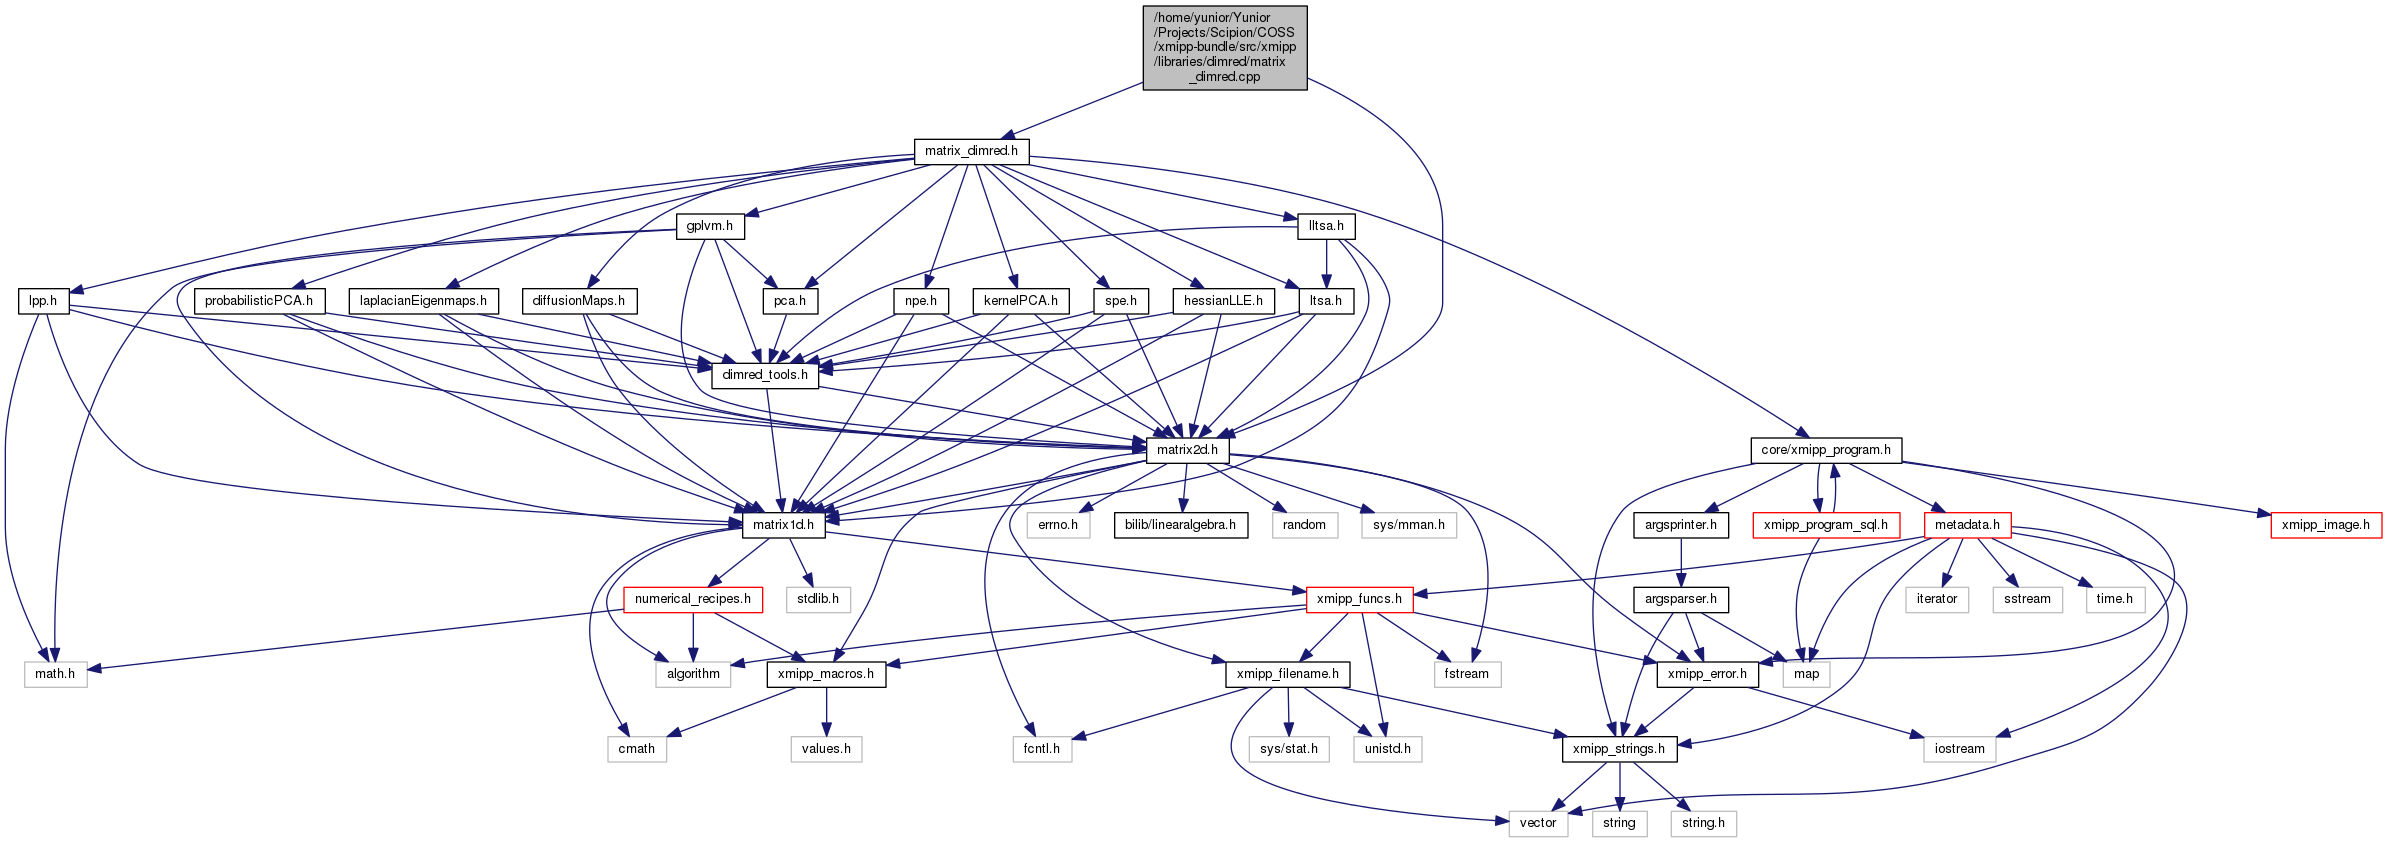 /home/yunior/Yunior
/Projects/Scipion/COSS
/xmipp-bundle/src/xmipp
/libraries/dimred/matrix
_dimred.cpp
matrix_dimred.h
gplvm.h
lltsa.h
lpp.h
probabilisticPCA.h
laplacianEigenmaps.h
diffusionMaps.h
pca.h
npe.h
kernelPCA.h
spe.h
hessianLLE.h
ltsa.h
dimred_tools.h
matrix2d.h
core/xmipp_program.h
matrix1d.h
errno.h
bilib/linearalgebra.h
random
sys/mman.h
argsprinter.h
xmipp_program_sql.h
metadata.h
xmipp_image.h
numerical_recipes.h
stdlib.h
xmipp_funcs.h
argsparser.h
iterator
sstream
time.h
math.h
algorithm
xmipp_macros.h
xmipp_filename.h
fstream
xmipp_error.h
map
cmath
values.h
fcntl.h
sys/stat.h
unistd.h
xmipp_strings.h
iostream
vector
string
string.h